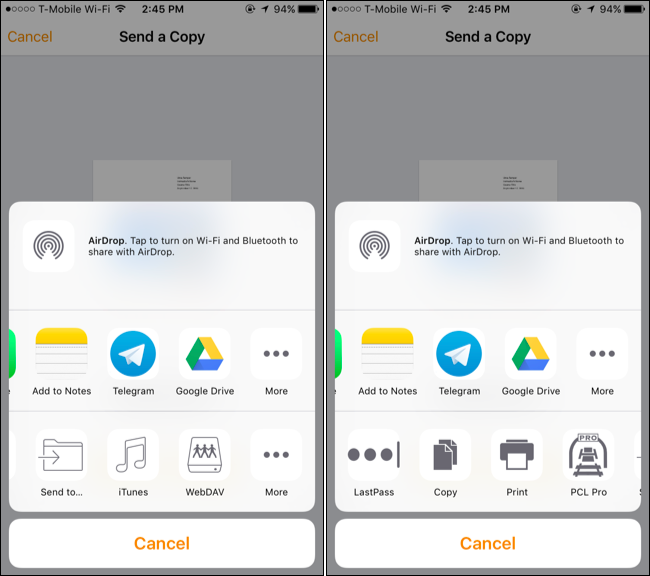 T-Mobile Wi-Fi 2:45 PM 94%
Cancel Send a Copy
AirDrop. Tap to turn on Wi-Fi and Bluetooth to
share with AirDrop.
e Add to Notes Telegram Google Drive More
Send to... iTunes WebDAV More
Cancel
T-Mobile Wi-Fi 2:45 PM 94%
Cancel Send a Copy
AirDrop. Tap to turn on Wi-Fi and Bluetooth to
share with AirDrop.
e Add to Notes Telegram Google Drive More
PRO
LastPass Copy Print PCL Pro S
Cancel